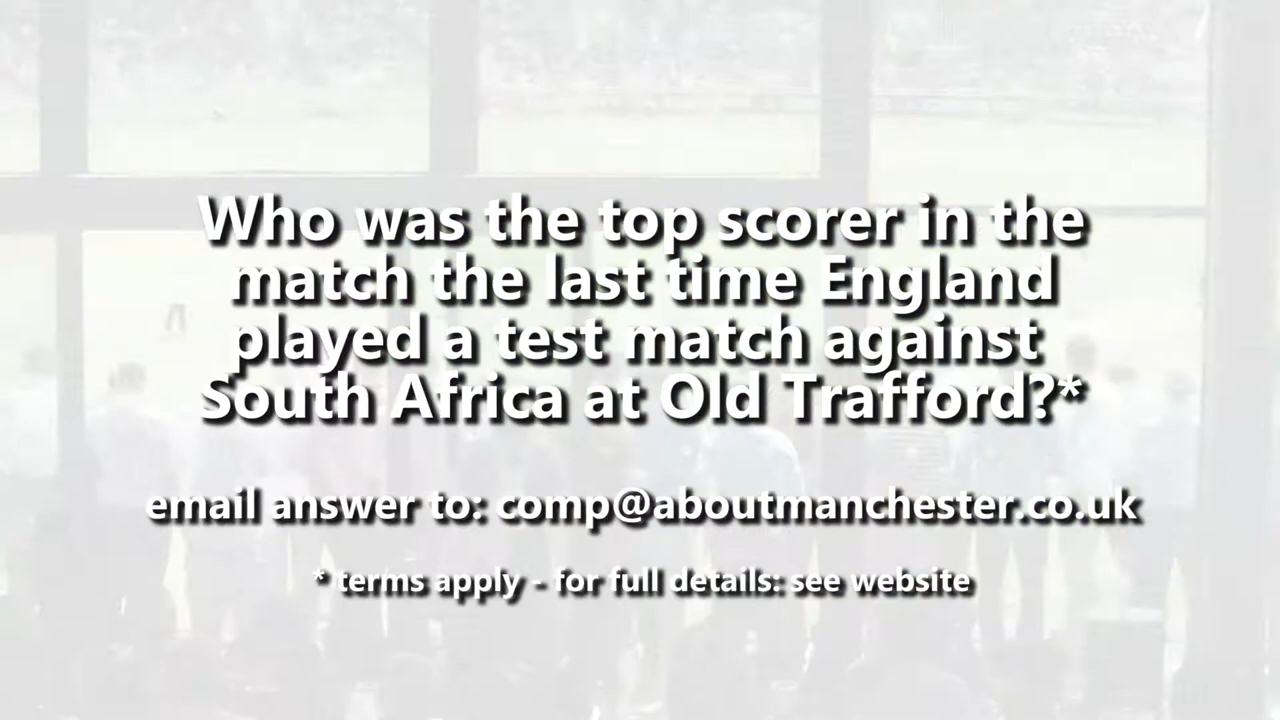 Who was the top scorer in the
match the last time England
played a test match against
South Africa at Old Trafford?*
email answer to: comp@aboutmanchester.co.uk
* terms apply - for full details: see website